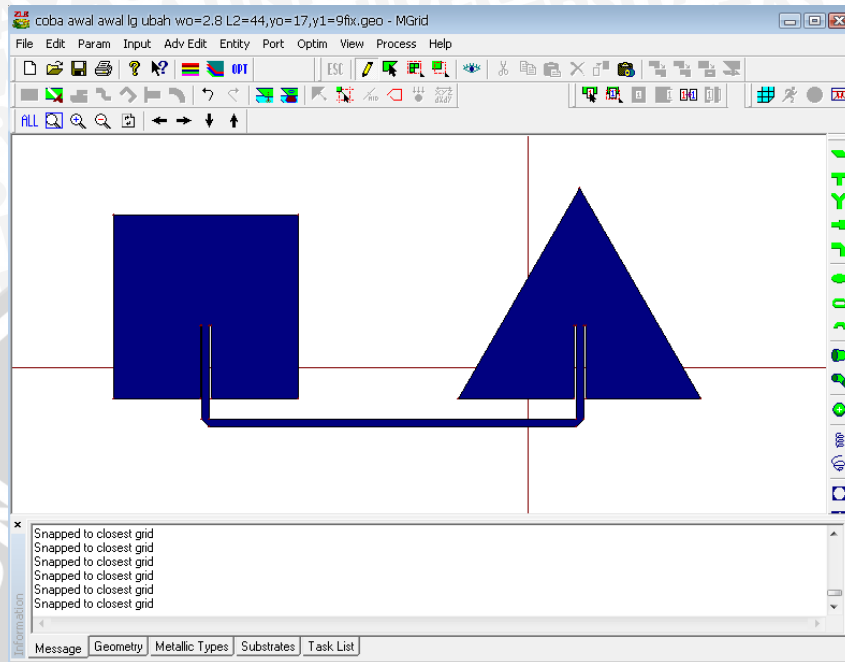 coba awal awal lg ubah wo=2.8 L2=44,yo=17,y1=9fix.geo - MGrid
File Edit Param Input Adv Edit Entity Port Optim View Process Help
ESC
ALL
Snapped to closest grid
Snapped to closest grid
Snapped to closest grid
Snapped to closest grid
Snapped to closest grid
Snapped to closest grid
Information
Message Geometry Metallic Types Substrates Task List